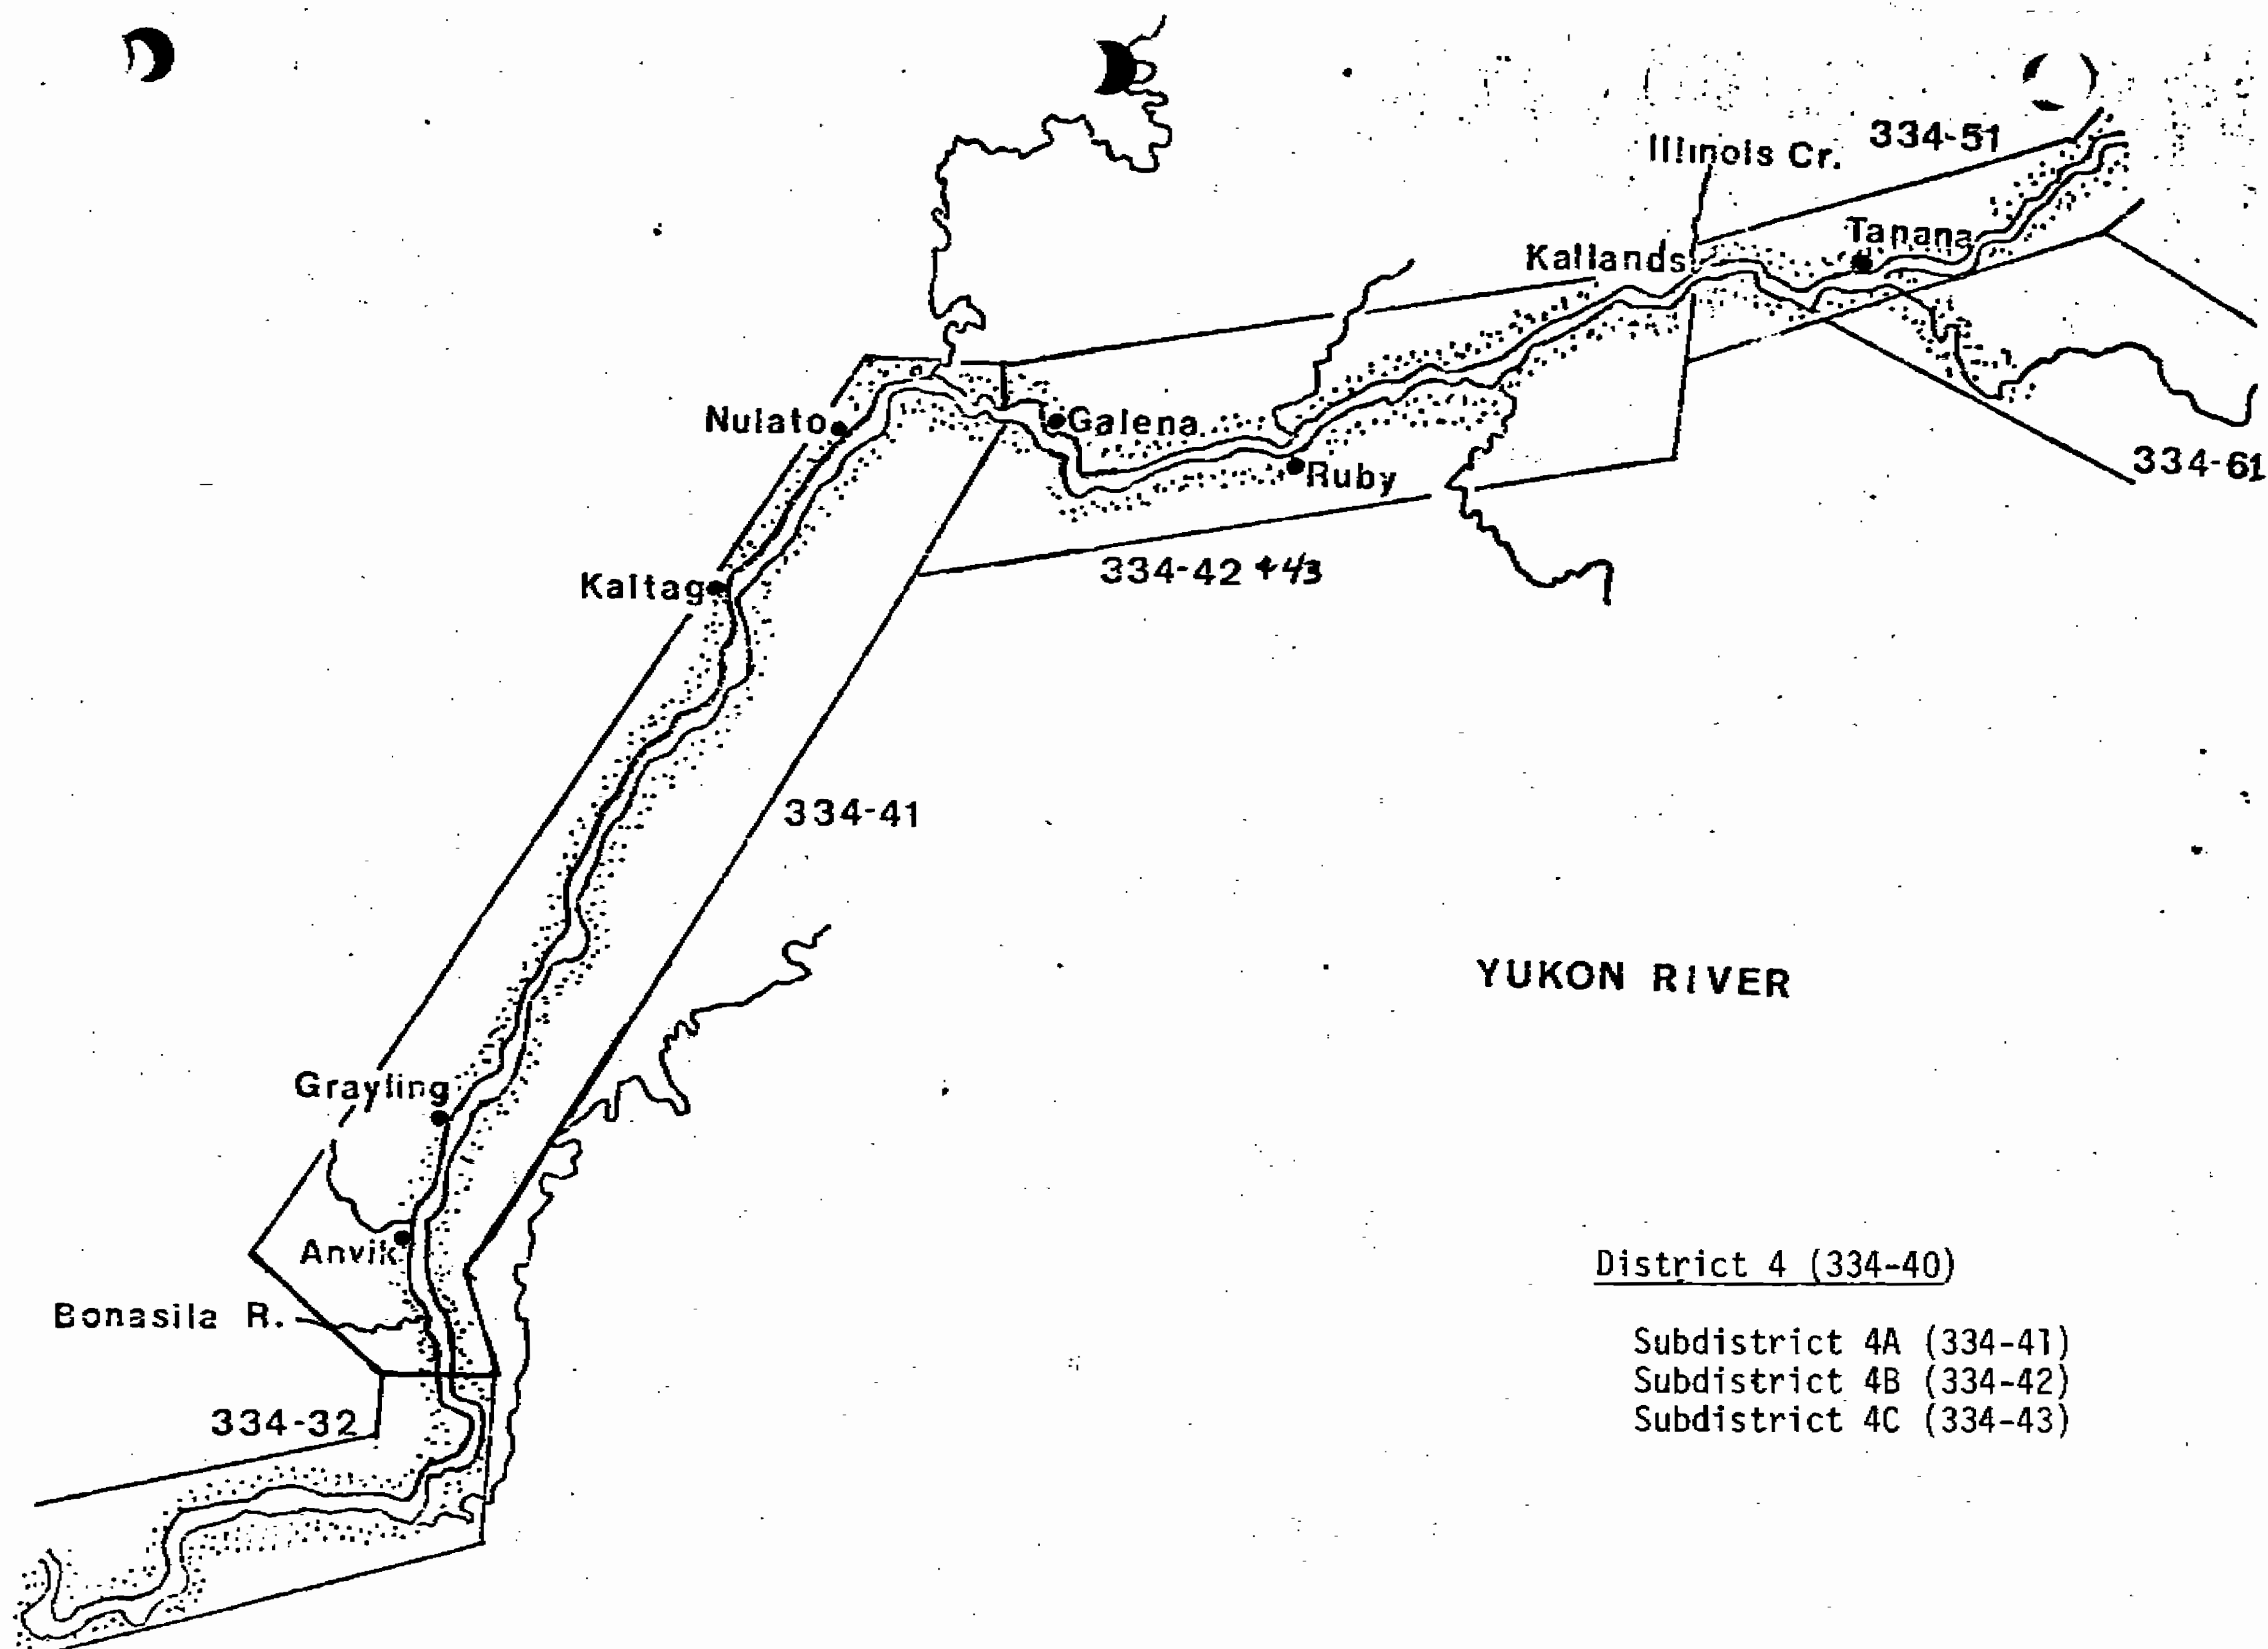 334-51
Illinois Cr.
Tanana
Kallands
Nulato
Galena
Ruby
334-61
334-42 +43
Kaltag
334-41
YUKON RIVER
Grayling
Anvik
Bonasila R.
334-32
District 4 (334-40)
Subdistrict 4A (334-41)
Subdistrict 4B (334-42)
Subdistrict 4C (334-43)